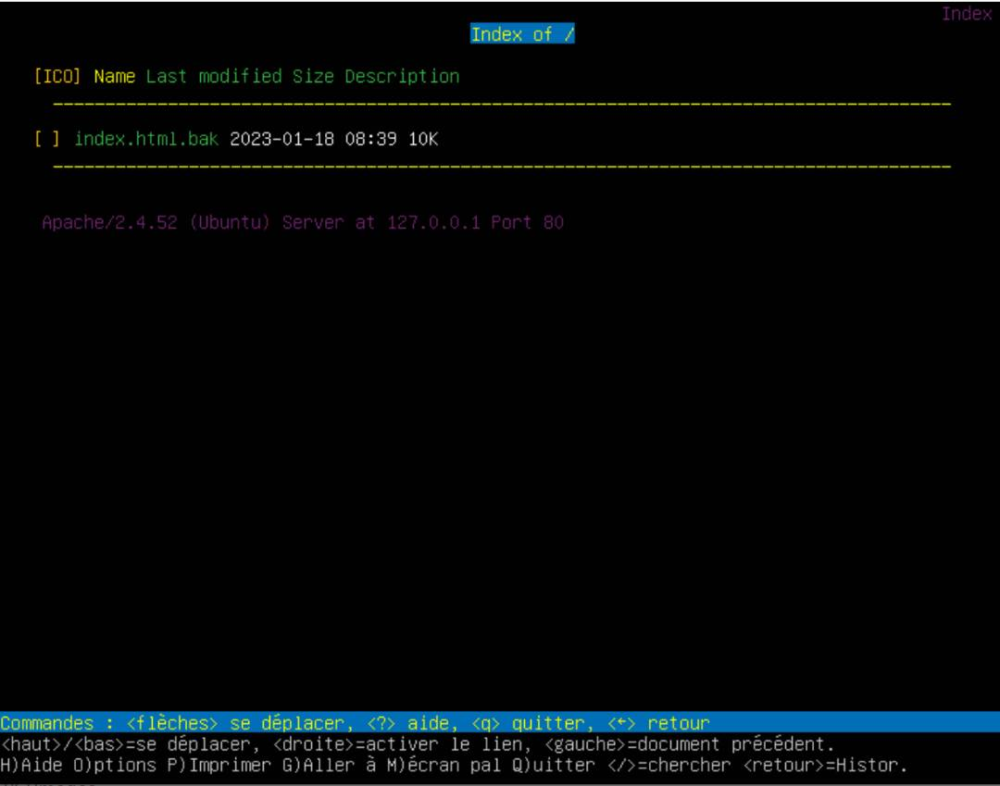 Index
Index of /
[ICO] Name Last modified Size Description
[ ] index.html.bak 2023-01-18 08:39 10K
Apache/2.4.52 (Ubuntu) Server at 127.0.0.1 Port 80
Commandes : <flèches> se déplacer, <?> aide, <q> quitter, <←> retour
<haut>/<bas>=se déplacer, <droite>=activer le lien, <gauche>=document précédent.
H)Aide O)ptions P)Imprimer G)Aller à M)écran pal Q)uitter </>=chercher <retour>=Histor.